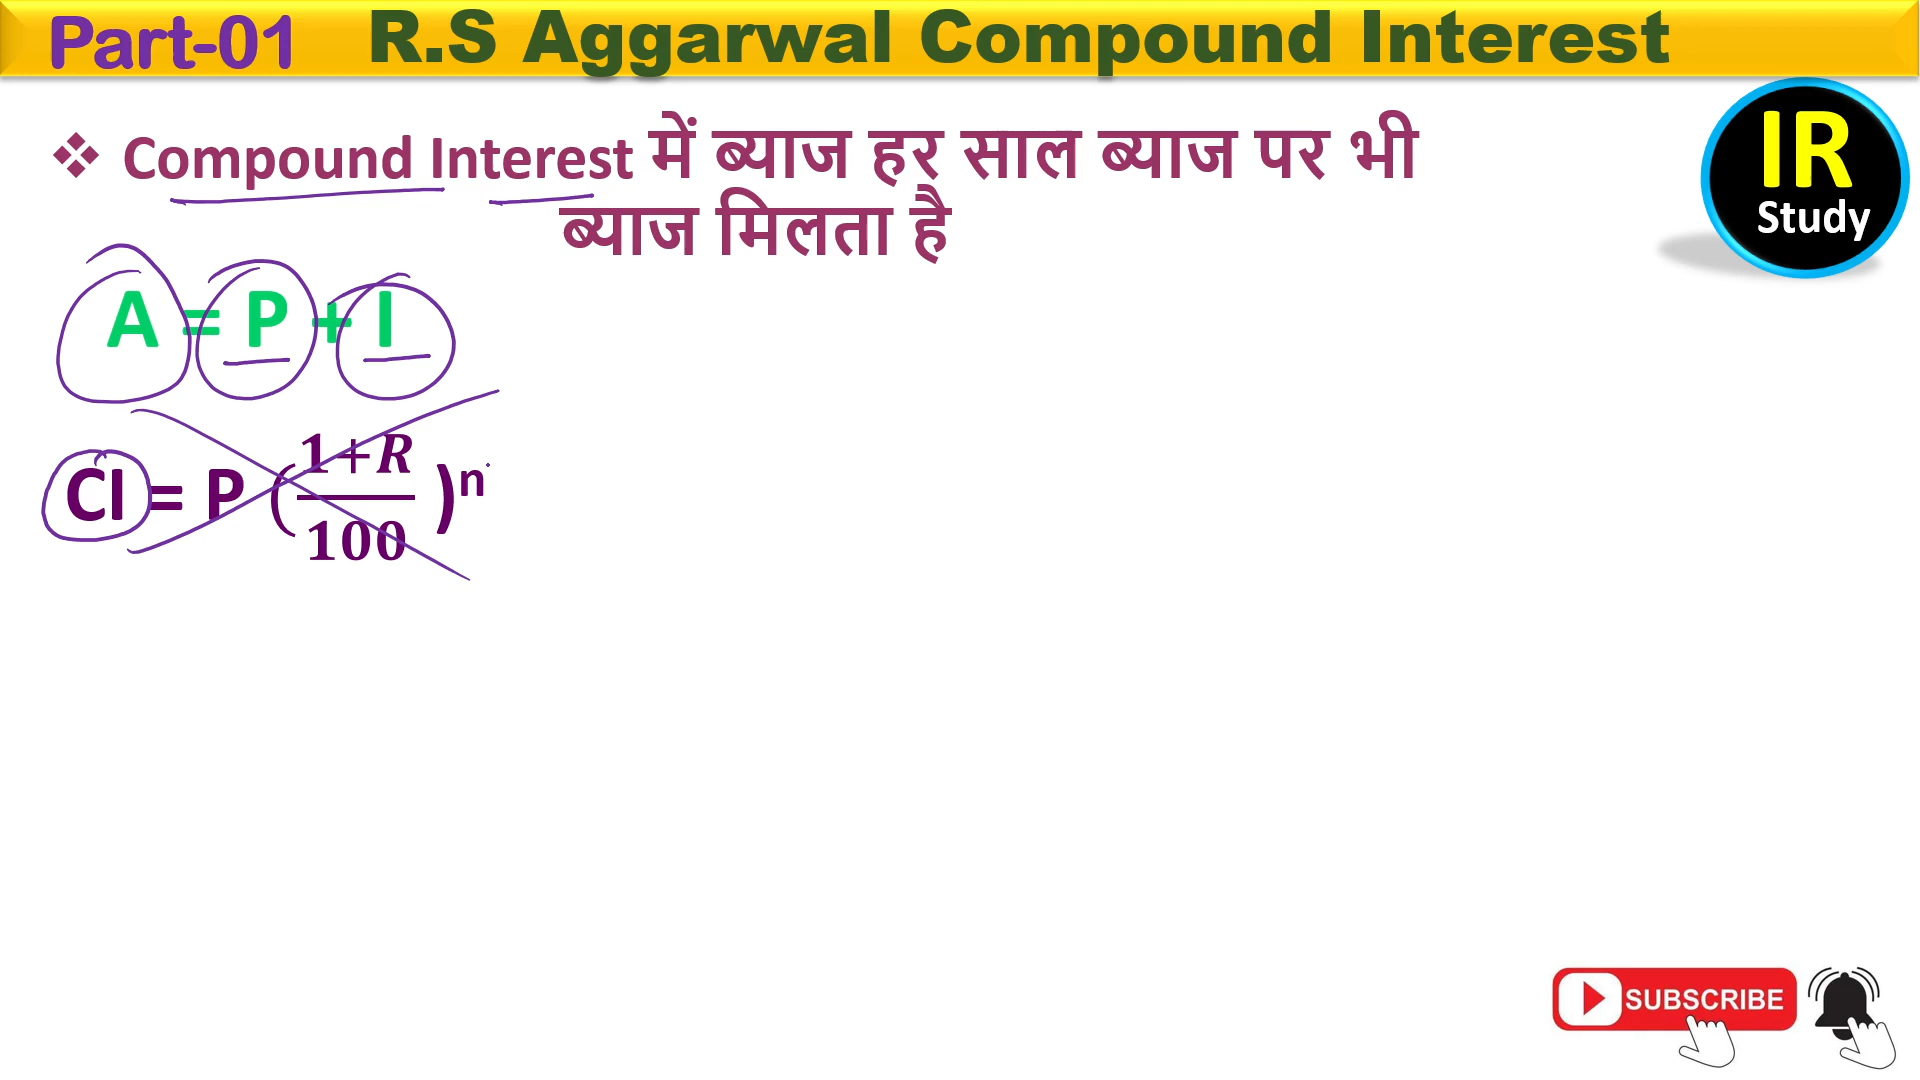 Part-01 R.S Aggarwal Compound Interest
IR
Study
❖ Compound Interest में ब्याज हर साल ब्याज पर भी
ब्याज मिलता है
A = P + I
CI = P (1+R/100)ⁿ
SUBSCRIBE